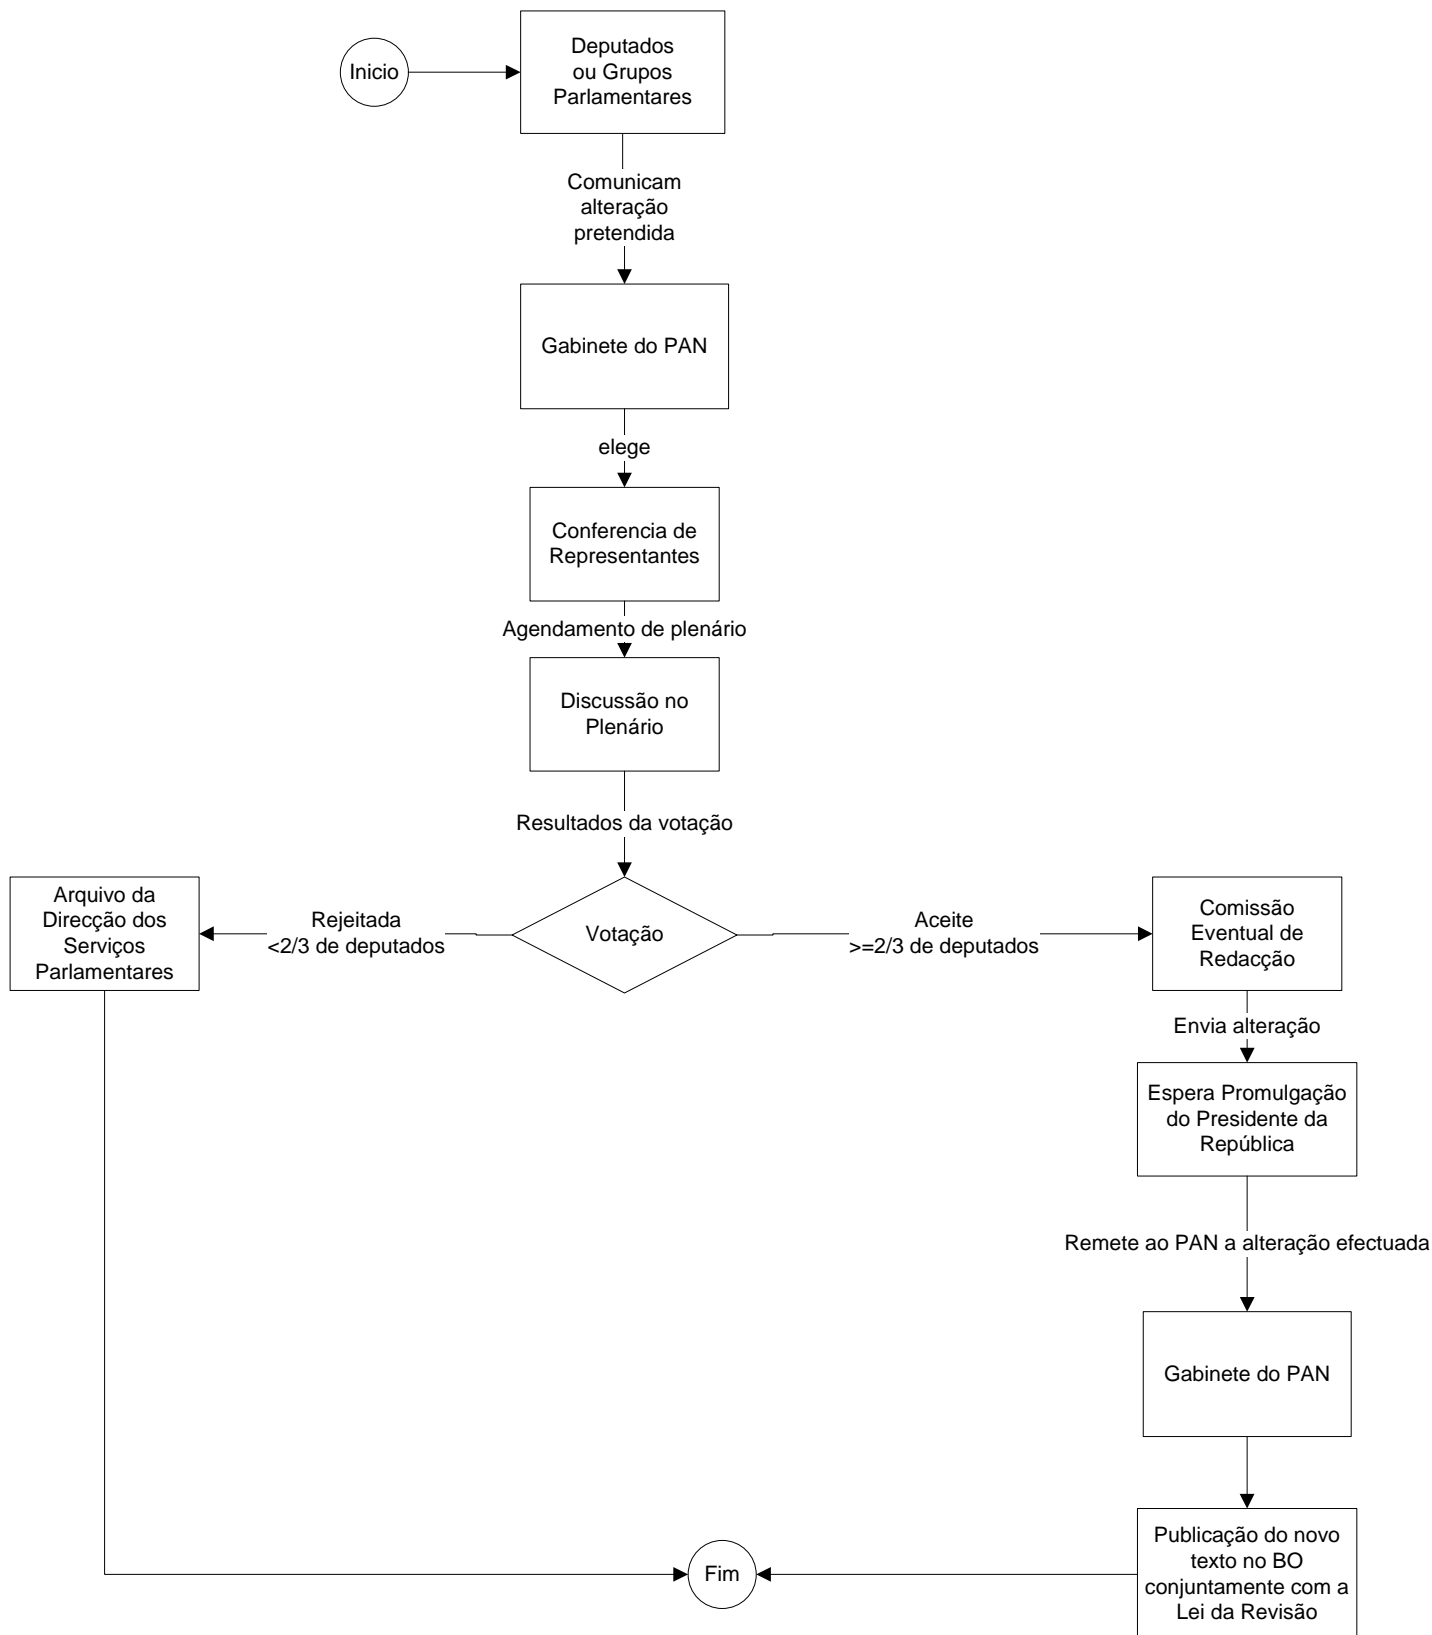 Inicio
Deputados
ou Grupos
Parlamentares
Comunicam
alteração
pretendida
Gabinete do PAN
elege
Conferencia de
Representantes
Agendamento de plenário
Discussão no
Plenário
Resultados da votação
Votação
Rejeitada
<2/3 de deputados
Arquivo da
Direcção dos
Serviços
Parlamentares
Aceite
>=2/3 de deputados
Comissão
Eventual de
Redacção
Envia alteração
Espera Promulgação
do Presidente da
República
Remete ao PAN a alteração efectuada
Gabinete do PAN
Publicação do novo
texto no BO
conjuntamente com a
Lei da Revisão
Fim